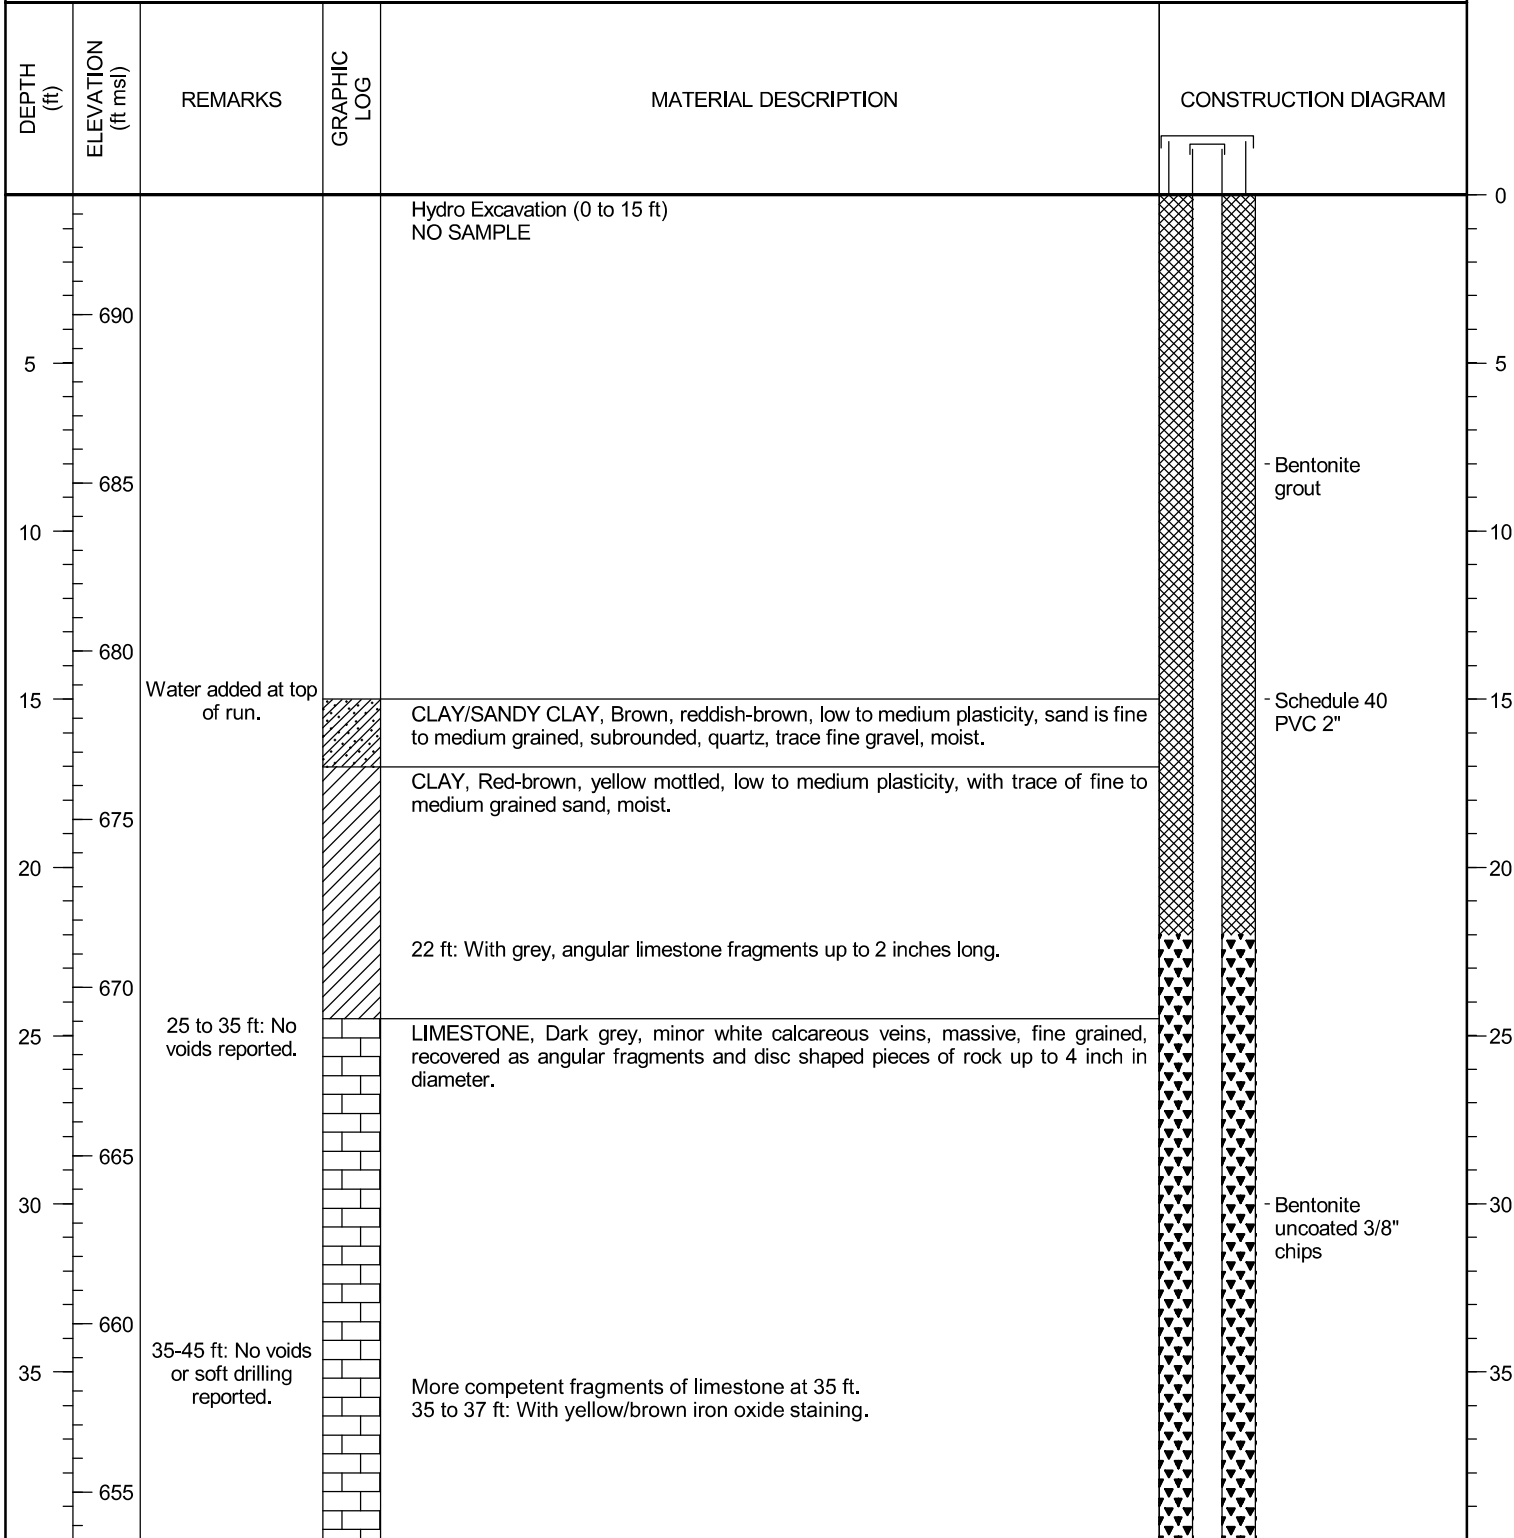 DEPTH
(ft)
ELEVATION
(ft msl)
REMARKS
GRAPHIC
LOG
MATERIAL DESCRIPTION
CONSTRUCTION DIAGRAM
0
Hydro Excavation (0 to 15 ft)
NO SAMPLE
690
5
5
Bentonite
grout
685
10
10
680
Water added at top
of run.
15
15
Schedule 40
PVC 2"
CLAY/SANDY CLAY, Brown, reddish-brown, low to medium plasticity, sand is fine
to medium grained, subrounded, quartz, trace fine gravel, moist.
CLAY, Red-brown, yellow mottled, low to medium plasticity, with trace of fine to
medium grained sand, moist.
675
20
20
22 ft: With grey, angular limestone fragments up to 2 inches long.
670
25 to 35 ft: No
voids reported.
25
25
LIMESTONE, Dark grey, minor white calcareous veins, massive, fine grained,
recovered as angular fragments and disc shaped pieces of rock up to 4 inch in
diameter.
665
30
30
Bentonite
uncoated 3/8"
chips
660
35-45 ft: No voids
or soft drilling
reported.
35
35
More competent fragments of limestone at 35 ft.
35 to 37 ft: With yellow/brown iron oxide staining.
655